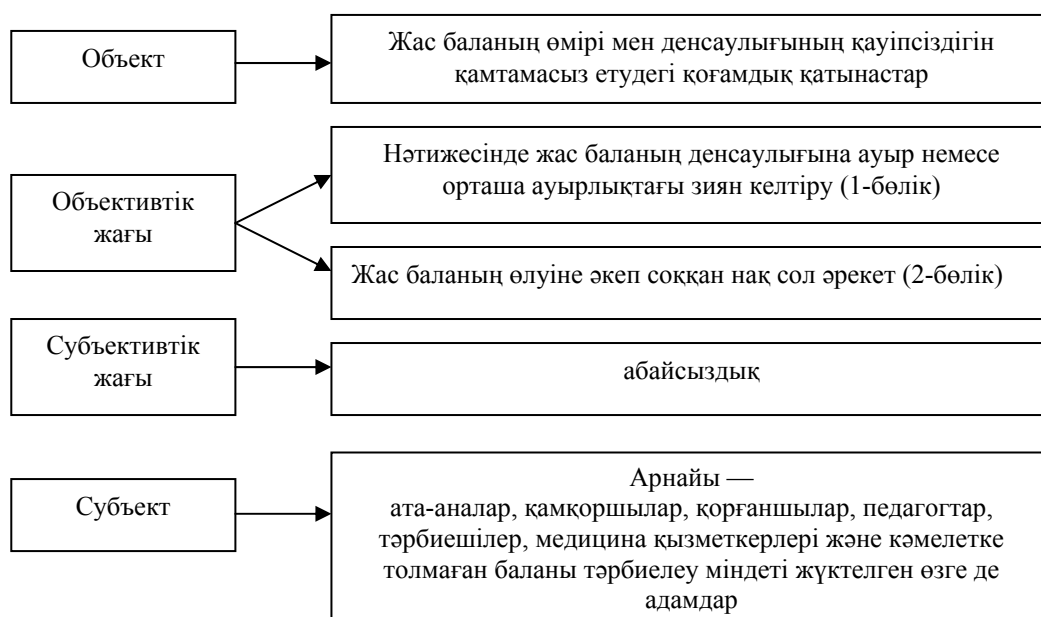 Объект
Жас баланың өмірі мен денсаулығының қауіпсіздігін
қамтамасыз етудегі қоғамдық қатынастар
Объективтік
жағы
Нәтижесінде жас баланың денсаулығына ауыр немесе
орташа ауырлықтағы зиян келтіру (1-бөлік)
Жас баланың өлуіне әкеп соққан нақ сол әрекет (2-бөлік)
Субъективтік
жағы
абайсыздық
Субъект
Арнайы —
ата-аналар, қамқоршылар, қорғаншылар, педагогтар,
тәрбиешілер, медицина қызметкерлері және кәмелетке
толмаған баланы тәрбиелеу міндеті жүктелген өзге де
адамдар